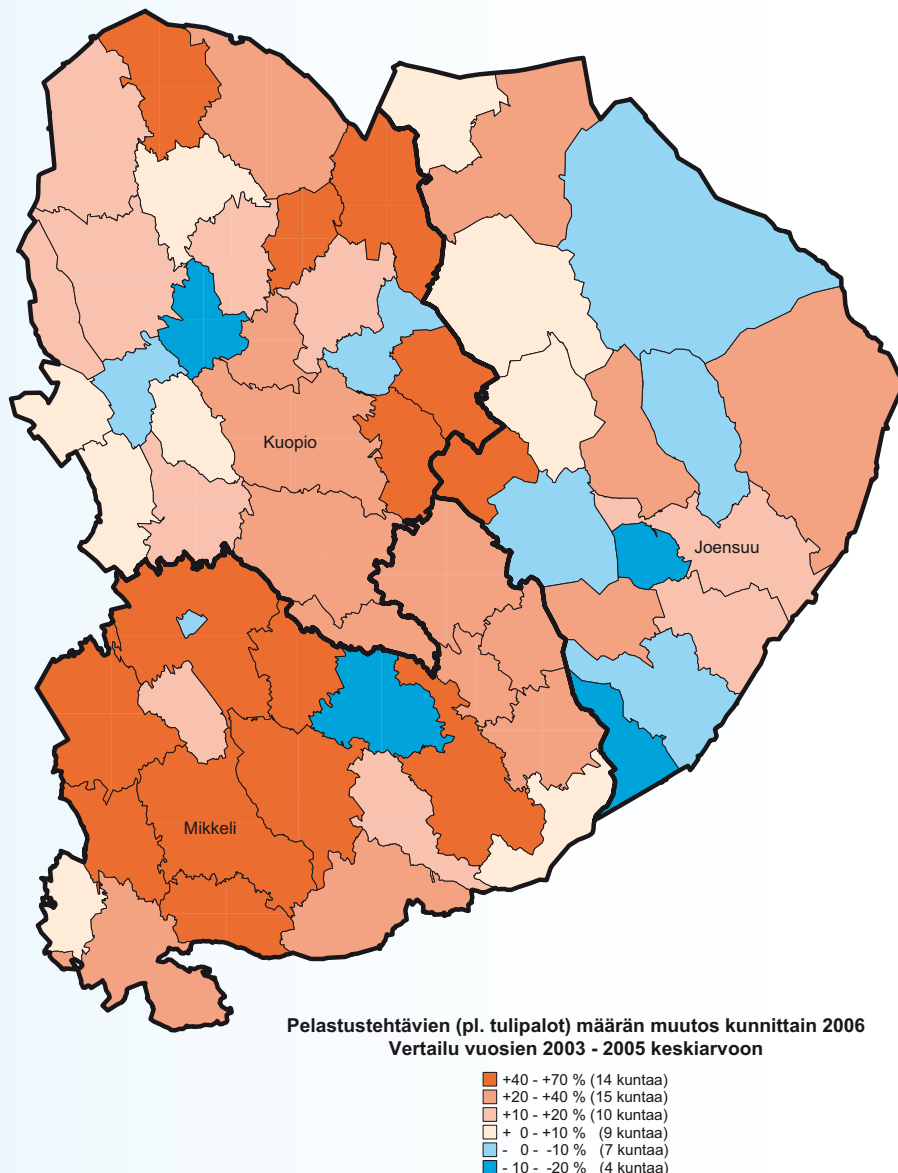 Kuopio
Joensuu
Mikkeli
Pelastustehtävien (pl. tulipalot) määrän muutos kunnittain 2006
Vertailu vuosien 2003 - 2005 keskiarvoon
+40 - +70 % (14 kuntaa)
+20 - +40 % (15 kuntaa)
+10 - +20 % (10 kuntaa)
+ 0 - +10 % (9 kuntaa)
- 0 - -10 % (7 kuntaa)
- 10 - -20 % (4 kuntaa)